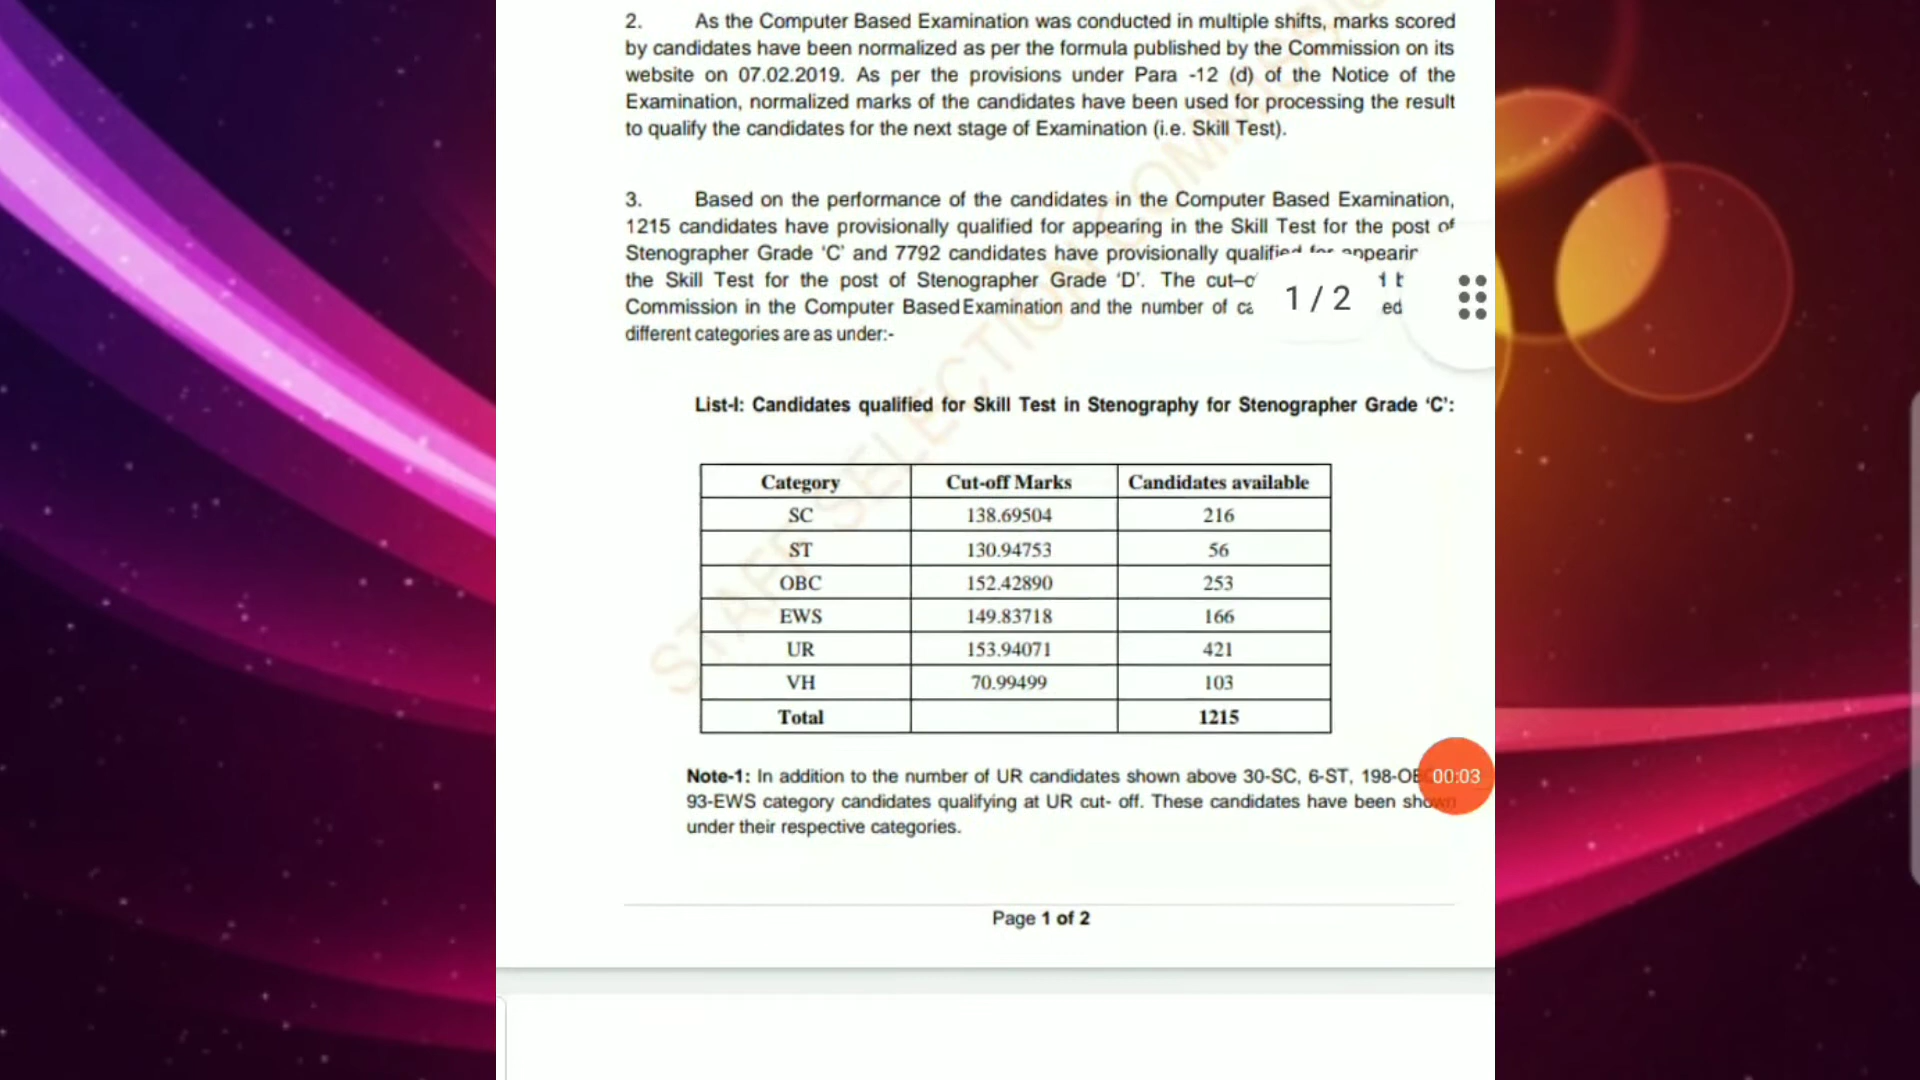 2. As the Computer Based Examination was conducted in multiple shifts, marks scored
by candidates have been normalized as per the formula published by the Commission on its
website on 07.02.2019. As per the provisions under Para -12 (d) of the Notice of the
Examination, normalized marks of the candidates have been used for processing the result
to qualify the candidates for the next stage of Examination (i.e. Skill Test).
3. Based on the performance of the candidates in the Computer Based Examination,
1215 candidates have provisionally qualified for appearing in the Skill Test for the post of
Stenographer Grade ‘C’ and 7792 candidates have provisionally qualified for
the Skill Test for the post of Stenographer Grade ‘D’. The
Commission in the Computer Based Examination and the number of
different categories are as under:-
1 / 2
List-I: Candidates qualified for Skill Test in Stenography for Stenographer Grade ‘C’:
Category Cut-off Marks Candidates available
SC 138.69504 216
ST 130.94753 56
OBC 152.42890 253
EWS 149.83718 166
UR 153.94071 421
VH 70.99499 103
Total 1215
Note-1: In addition to the number of UR candidates shown above 30-SC, 6-ST,
93-EWS category candidates qualifying at UR cut- off. These candidates have been shown
under their respective categories.
00:03
Page 1 of 2
STAFF SELECTION COMMISSION